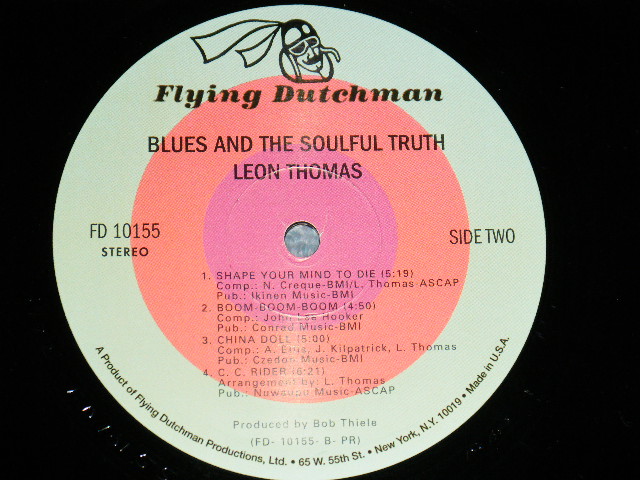 Flying Dutchman
BLUES AND THE SOULFUL TRUTH
LEON THOMAS
FD 10155
STEREO
SIDE TWO
1. SHAPE YOUR MIND TO DIE (5:19)
Comp.: N. Creque-BMI/L. Thomas ASCAP
Pub.: Ikinen Music-BMI
2. BOOM-BOOM-BOOM (4:50)
Comp.: John Lee Hooker
Pub.: Conrad Music-BMI
3. CHINA DOLL (5:00)
Comp.: A. Ellis, J. Kilpatrick, L. Thomas
Pub.: Czedon Music-BMI
4. C. C. RIDER (6:21)
Arrangement by: L. Thomas
Pub.: Nuwaupu Music-ASCAP
Produced by Bob Thiele
(FD- 10155- B- PR)
A Product of Flying Dutchman Productions, Ltd. • 65 W. 55th St. • New York, N.Y. 10019 • Made in U.S.A.